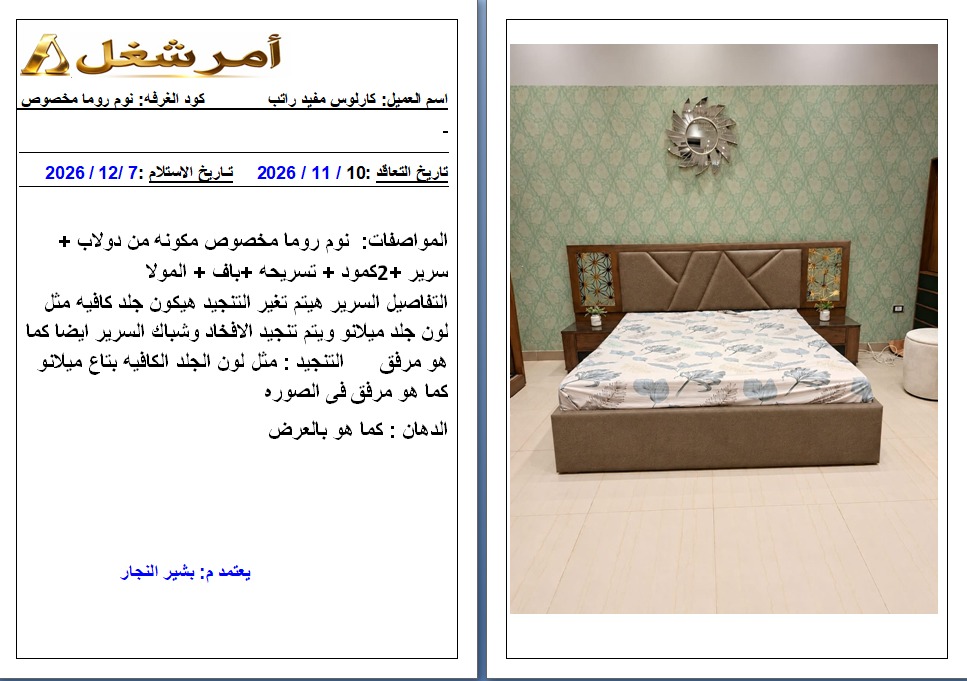 أمر شغل
اسم العميل: كارلوس مفيد راتب كود الغرفه: نوم روما مخصوص
-
تاريخ التعاقد :10 / 11 / 2026 تاريخ الاستلام :7 /12 / 2026
المواصفات: نوم روما مخصوص مكونه من دولاب +
سرير +2كمود + تسريحه +باف + المولا
التفاصيل السرير هيتم تغير التنجيد هيكون جلد كافيه مثل
لون جلد ميلانو ويتم تنجيد الافخاد وشباك السرير ايضا كما
هو مرفق التنجيد : مثل لون الجلد الكافيه بتاع ميلانو
كما هو مرفق فى الصوره
الدهان : كما هو بالعرض
يعتمد م: بشير النجار